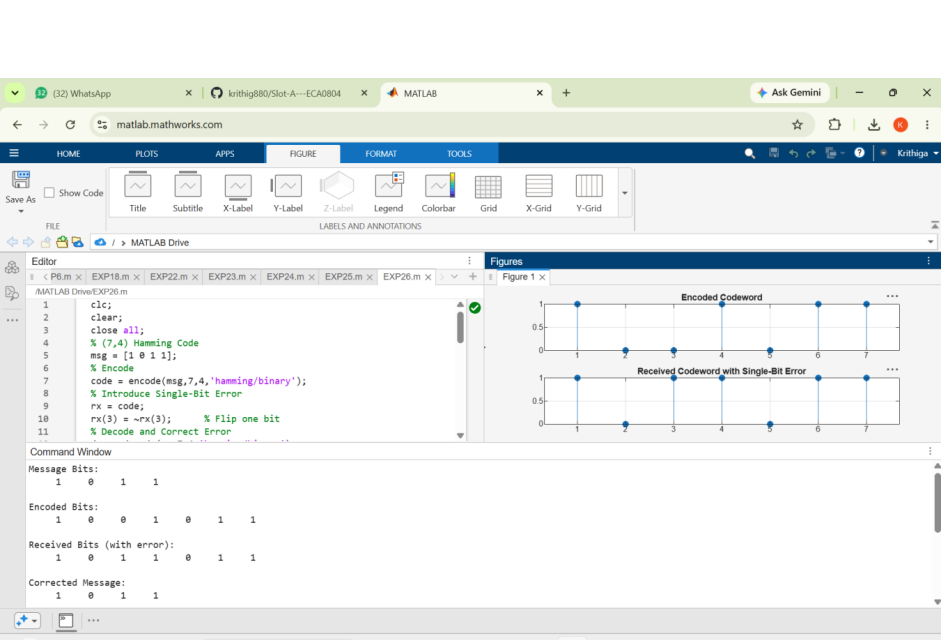 (32) WhatsApp
krithig880/Slot-A---ECA0804
MATLAB
Ask Gemini
matlab.mathworks.com
K
HOME PLOTS APPS FIGURE FORMAT TOOLS
Krithiga
Save As
Show Code
Title Subtitle X-Label Y-Label Z-Label Legend Colorbar Grid X-Grid Y-Grid
FILE
LABELS AND ANNOTATIONS
/ > MATLAB Drive
Editor
P6.m EXP18.m EXP22.m EXP23.m EXP24.m EXP25.m EXP26.m
/MATLAB Drive/EXP26.m
1 clc;
2 clear;
3 close all;
4 % (7,4) Hamming Code
5 msg = [1 0 1 1];
6 % Encode
7 code = encode(msg,7,4,'hamming/binary');
8 % Introduce Single-Bit Error
9 rx = code;
10 rx(3) = ~rx(3); % Flip one bit
11 % Decode and Correct Error
Figures
Figure 1
Encoded Codeword
1
0.5
0
1 2 3 4 5 6 7
Received Codeword with Single-Bit Error
1
0.5
0
1 2 3 4 5 6 7
Command Window
Message Bits:
1 0 1 1
Encoded Bits:
1 0 0 1 0 1 1
Received Bits (with error):
1 0 1 1 0 1 1
Corrected Message:
1 0 1 1